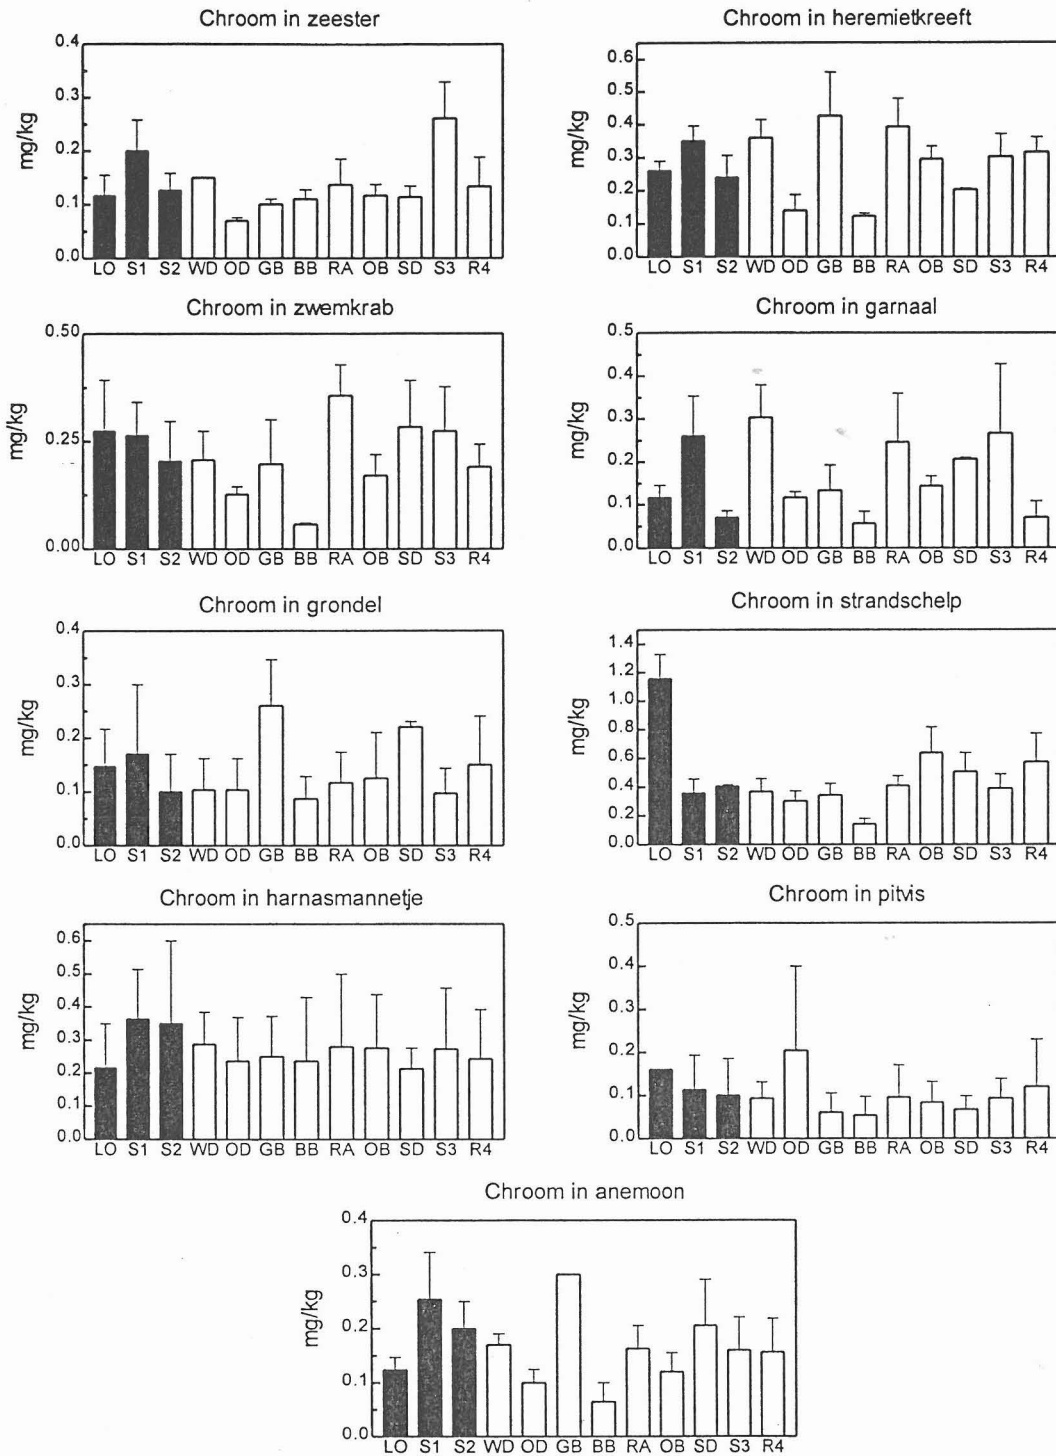 Chroom in zeester
0.4
0.3
0.2
0.1
0.0
mg/kg
LO S1 S2 WD OD GB BB RA OB SD S3 R4
Chroom in heremietkreeft
0.6
0.5
0.4
0.3
0.2
0.1
0.0
mg/kg
LO S1 S2 WD OD GB BB RA OB SD S3 R4
Chroom in zwemkrab
0.50
0.25
0.00
mg/kg
LO S1 S2 WD OD GB BB RA OB SD S3 R4
Chroom in garnaal
0.5
0.4
0.3
0.2
0.1
0.0
mg/kg
LO S1 S2 WD OD GB BB RA OB SD S3 R4
Chroom in grondel
0.4
0.3
0.2
0.1
0.0
mg/kg
LO S1 S2 WD OD GB BB RA OB SD S3 R4
Chroom in strandschelp
1.4
1.2
1.0
0.8
0.6
0.4
0.2
0.0
mg/kg
LO S1 S2 WD OD GB BB RA OB SD S3 R4
Chroom in harnasmannetje
0.6
0.5
0.4
0.3
0.2
0.1
0.0
mg/kg
LO S1 S2 WD OD GB BB RA OB SD S3 R4
Chroom in pitvis
0.5
0.4
0.3
0.2
0.1
0.0
mg/kg
LO S1 S2 WD OD GB BB RA OB SD S3 R4
Chroom in anemoon
0.4
0.3
0.2
0.1
0.0
mg/kg
LO S1 S2 WD OD GB BB RA OB SD S3 R4